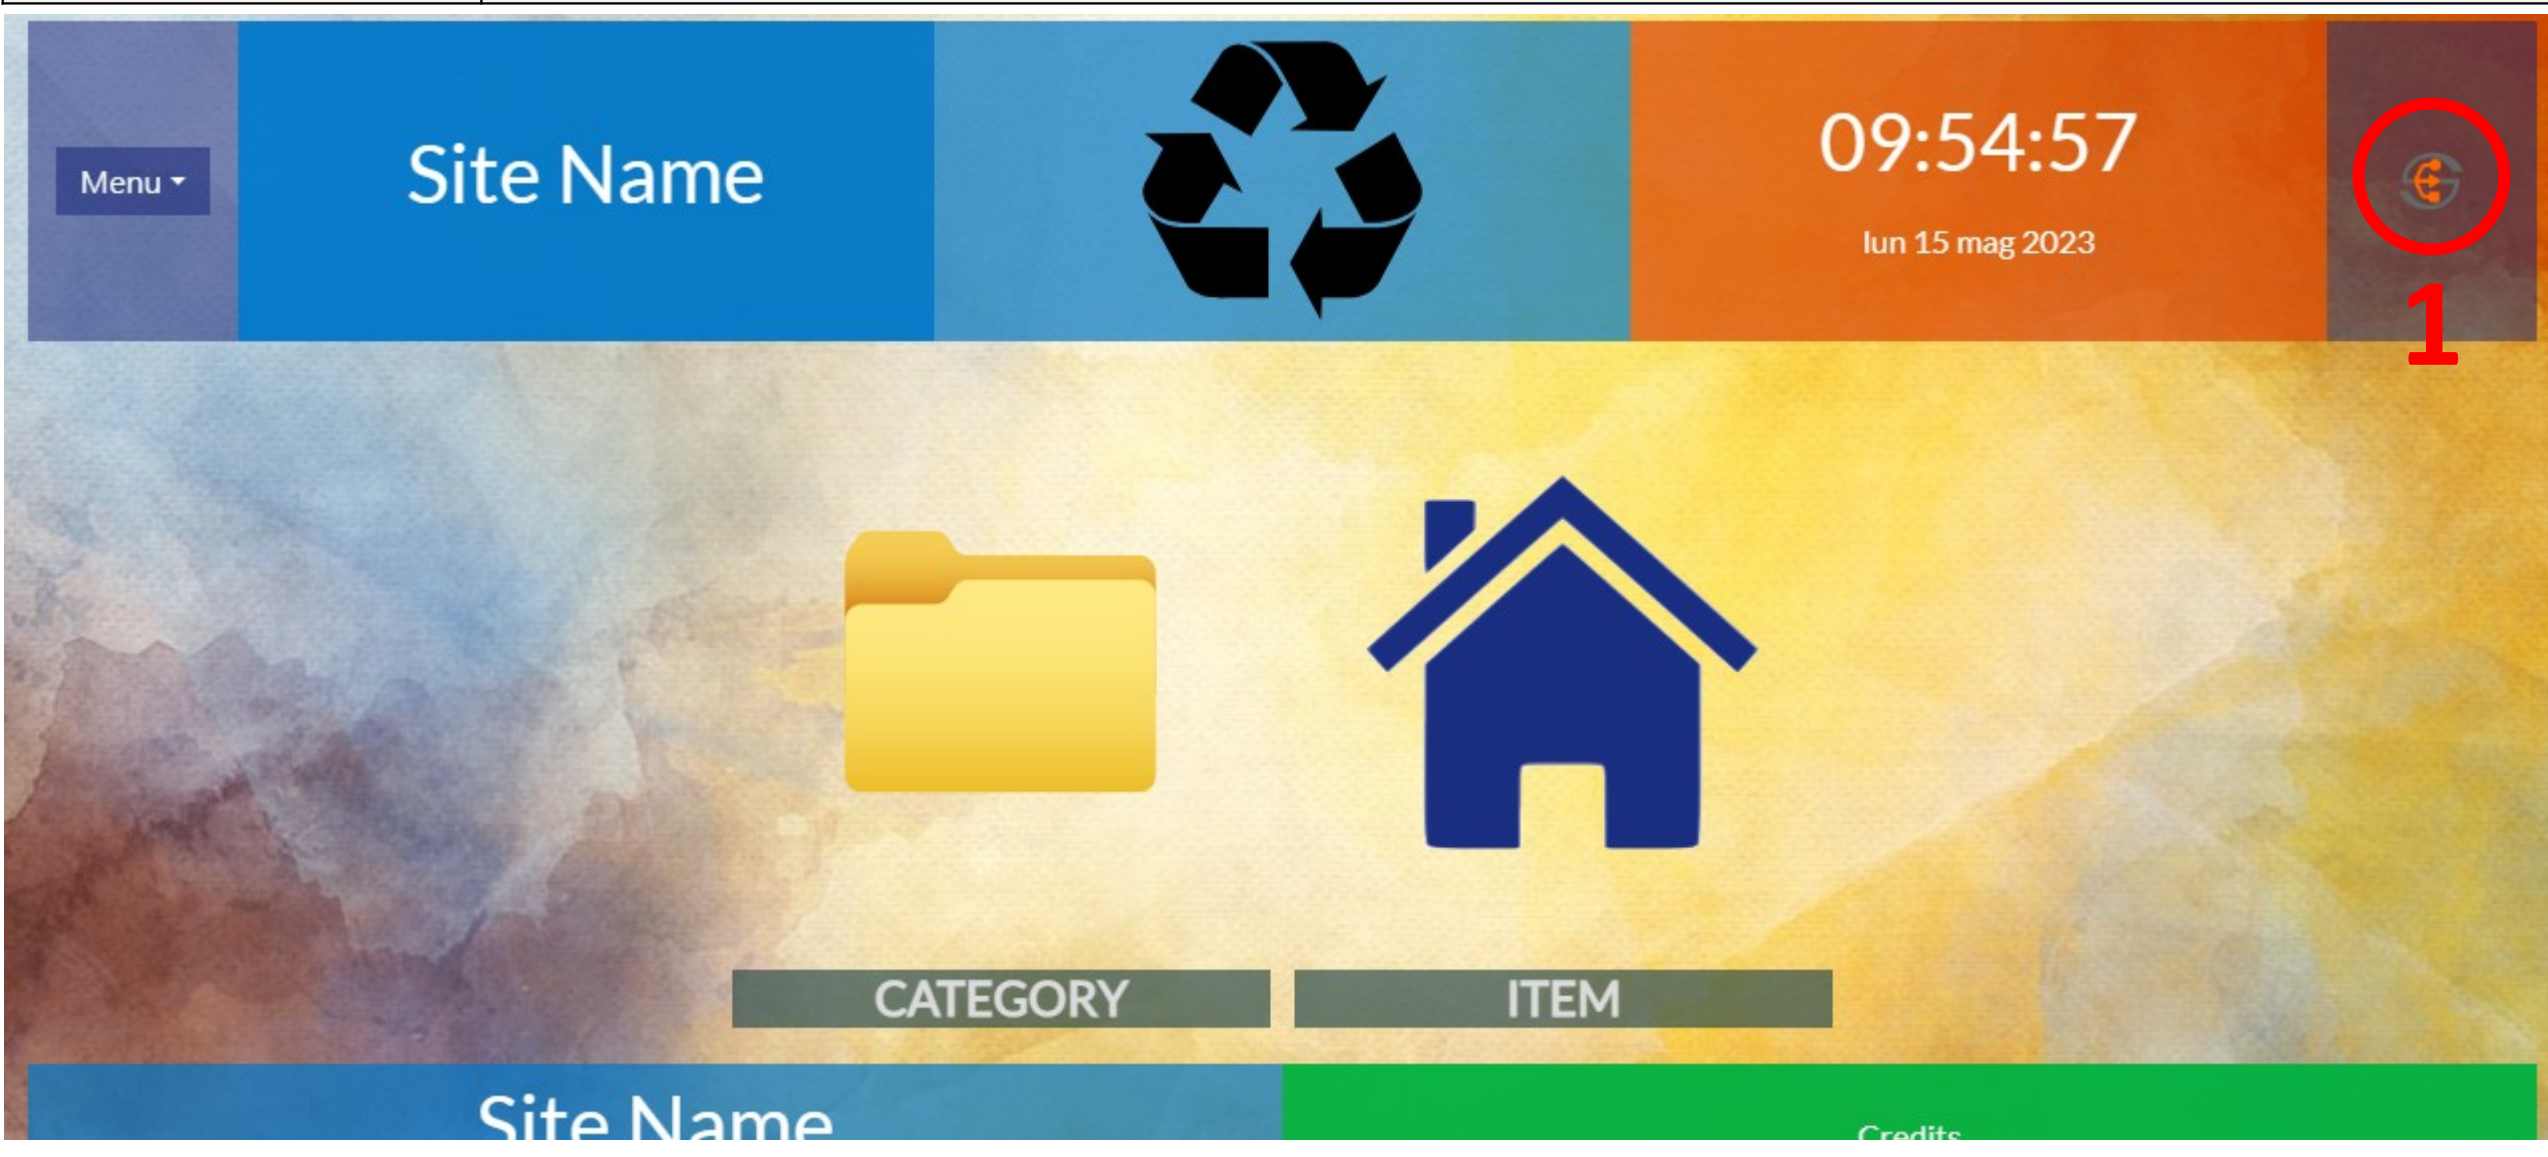 Menu
Site Name
09:54:57
lun 15 mag 2023
1
CATEGORY
ITEM
Site Name
Credits